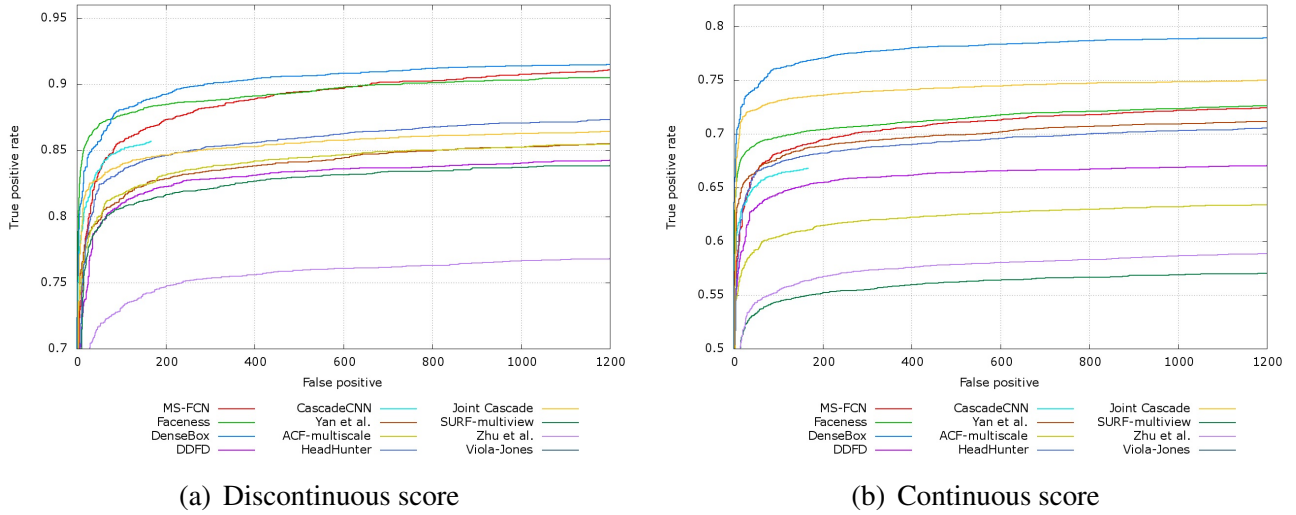 0.95
0.9
0.85
0.8
0.75
0.7
True positive rate
0 200 400 600 800 1000 1200
False positive
MS-FCN CascadeCNN Joint Cascade
Faceness Yan et al. SURF-multiview
DenseBox ACF-multiscale Zhu et al.
DDFD HeadHunter Viola-Jones
(a) Discontinuous score
0.8
0.75
0.7
0.65
0.6
0.55
0.5
True positive rate
0 200 400 600 800 1000 1200
False positive
MS-FCN CascadeCNN Joint Cascade
Faceness Yan et al. SURF-multiview
DenseBox ACF-multiscale Zhu et al.
DDFD HeadHunter Viola-Jones
(b) Continuous score